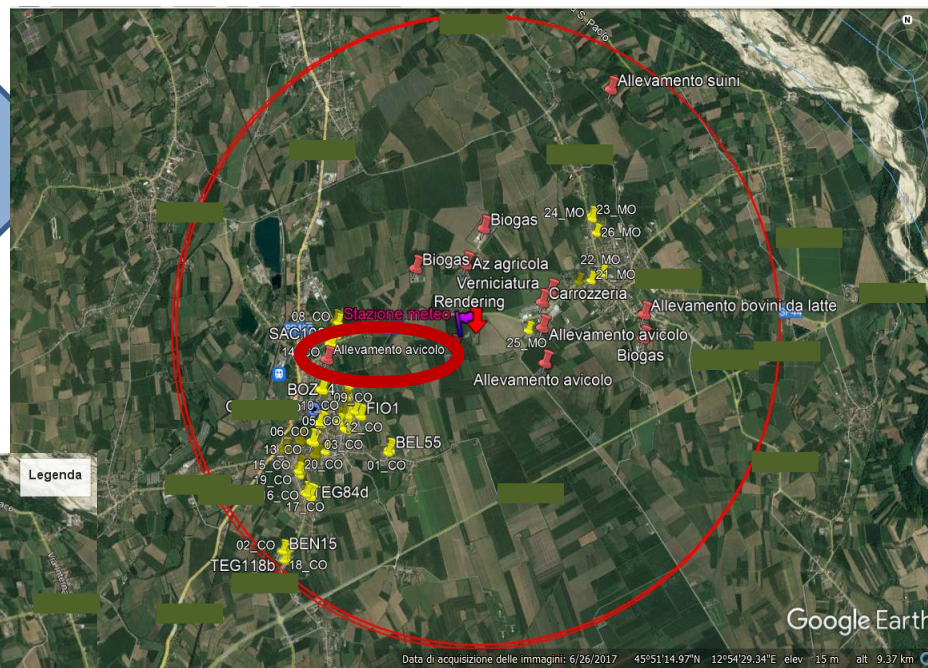 N
Allevamento suini
24_MO
23_MO
26_MO
Biogas
22_MO
21_MO
Biogas
Az agricola
Verniciatura
Carrozzeria
Rendering
Allevamento bovini da latte
08_CO
Stazione meteo
25_MO
Allevamento avicolo
Biogas
Allevamento avicolo
Allevamento avicolo
09_CO
FIO1
05_CO
06_CO
03_CO
BEL55
13_CO
01_CO
15_CO
20_CO
19_CO
TEG84d
17_CO
02_CO
BEN15
TEG118b
18_CO
Legenda
Google Earth
Data di acquisizione delle immagini: 6/26/2017 45°51'14.97"N 12°54'29.34"E elev 15 m alt 9.37 km